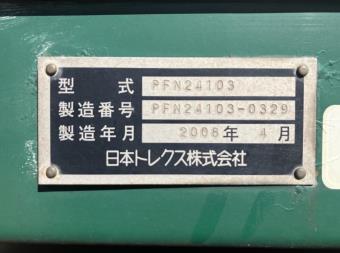 型 式 PFN24103
製造番号 PFN24103-0329
製造年月 2008年 4月
日本トレクス株式会社